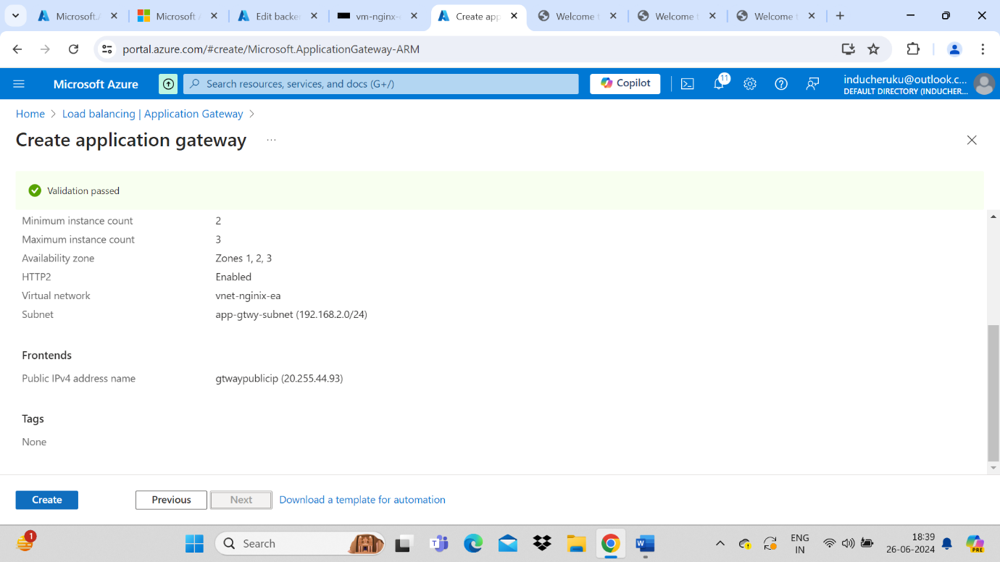 Microsoft.
Microsoft
Edit backe
vm-nginx-
Create app
Welcome
Welcome
Welcome
portal.azure.com/#create/Microsoft.ApplicationGateway-ARM
Microsoft Azure
Search resources, services, and docs (G+/)
Copilot
11
inducheruku@outlook.c...
DEFAULT DIRECTORY (INDUCHER...
Home > Load balancing | Application Gateway >
Create application gateway ...
Validation passed
Minimum instance count 2
Maximum instance count 3
Availability zone Zones 1, 2, 3
HTTP2 Enabled
Virtual network vnet-nginix-ea
Subnet app-gtwy-subnet (192.168.2.0/24)
Frontends
Public IPv4 address name gtwaypublicip (20.255.44.93)
Tags
None
Create Previous Next Download a template for automation
1
Search
ENG
IN
18:39
26-06-2024
PRE